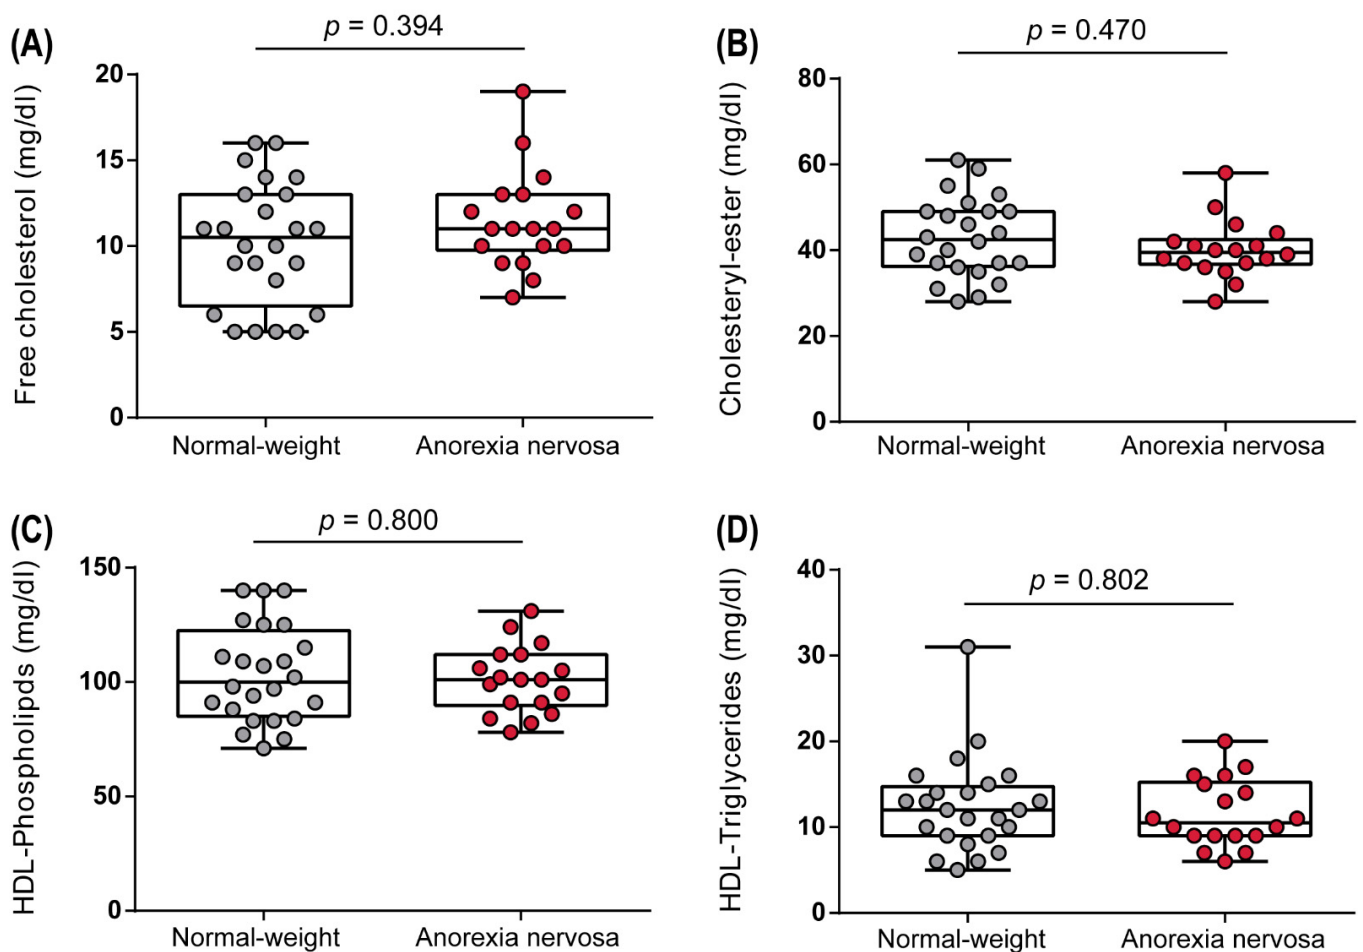 (A)
p = 0.394
Free cholesterol (mg/dl)
20
15
10
5
0
Normal-weight
Anorexia nervosa
(B)
p = 0.470
Cholesteryl-ester (mg/dl)
80
60
40
20
0
Normal-weight
Anorexia nervosa
(C)
p = 0.800
HDL-Phospholipds (mg/dl)
150
100
50
0
Normal-weight
Anorexia nervosa
(D)
p = 0.802
HDL-Triglycerides (mg/dl)
40
30
20
10
0
Normal-weight
Anorexia nervosa